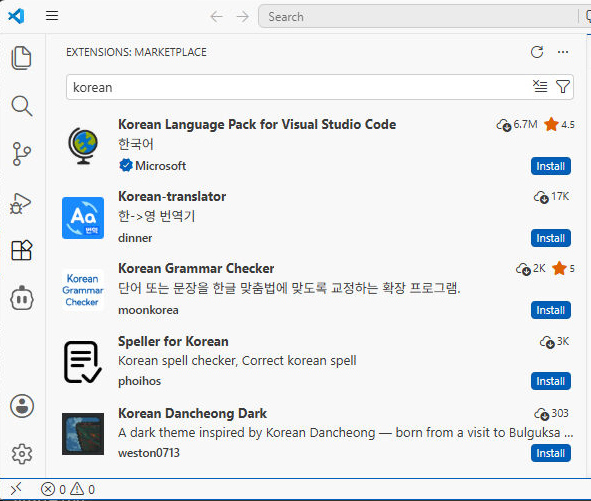 Search
EXTENSIONS: MARKETPLACE
korean
Korean Language Pack for Visual Studio Code 6.7M 4.5
한국어
Microsoft Install
Korean-translator 17K
Aa
번역
한->영 번역기
dinner Install
Korean Grammar Checker 2K 5
Korean
Grammar
Checker
단어 또는 문장을 한글 맞춤법에 맞도록 교정하는 확장 프로그램.
moonkorea Install
Speller for Korean 3K
Korean spell checker, Correct korean spell
phoihos Install
Korean Dancheong Dark 303
A dark theme inspired by Korean Dancheong — born from a visit to Bulguksa ...
weston0713 Install
0 0